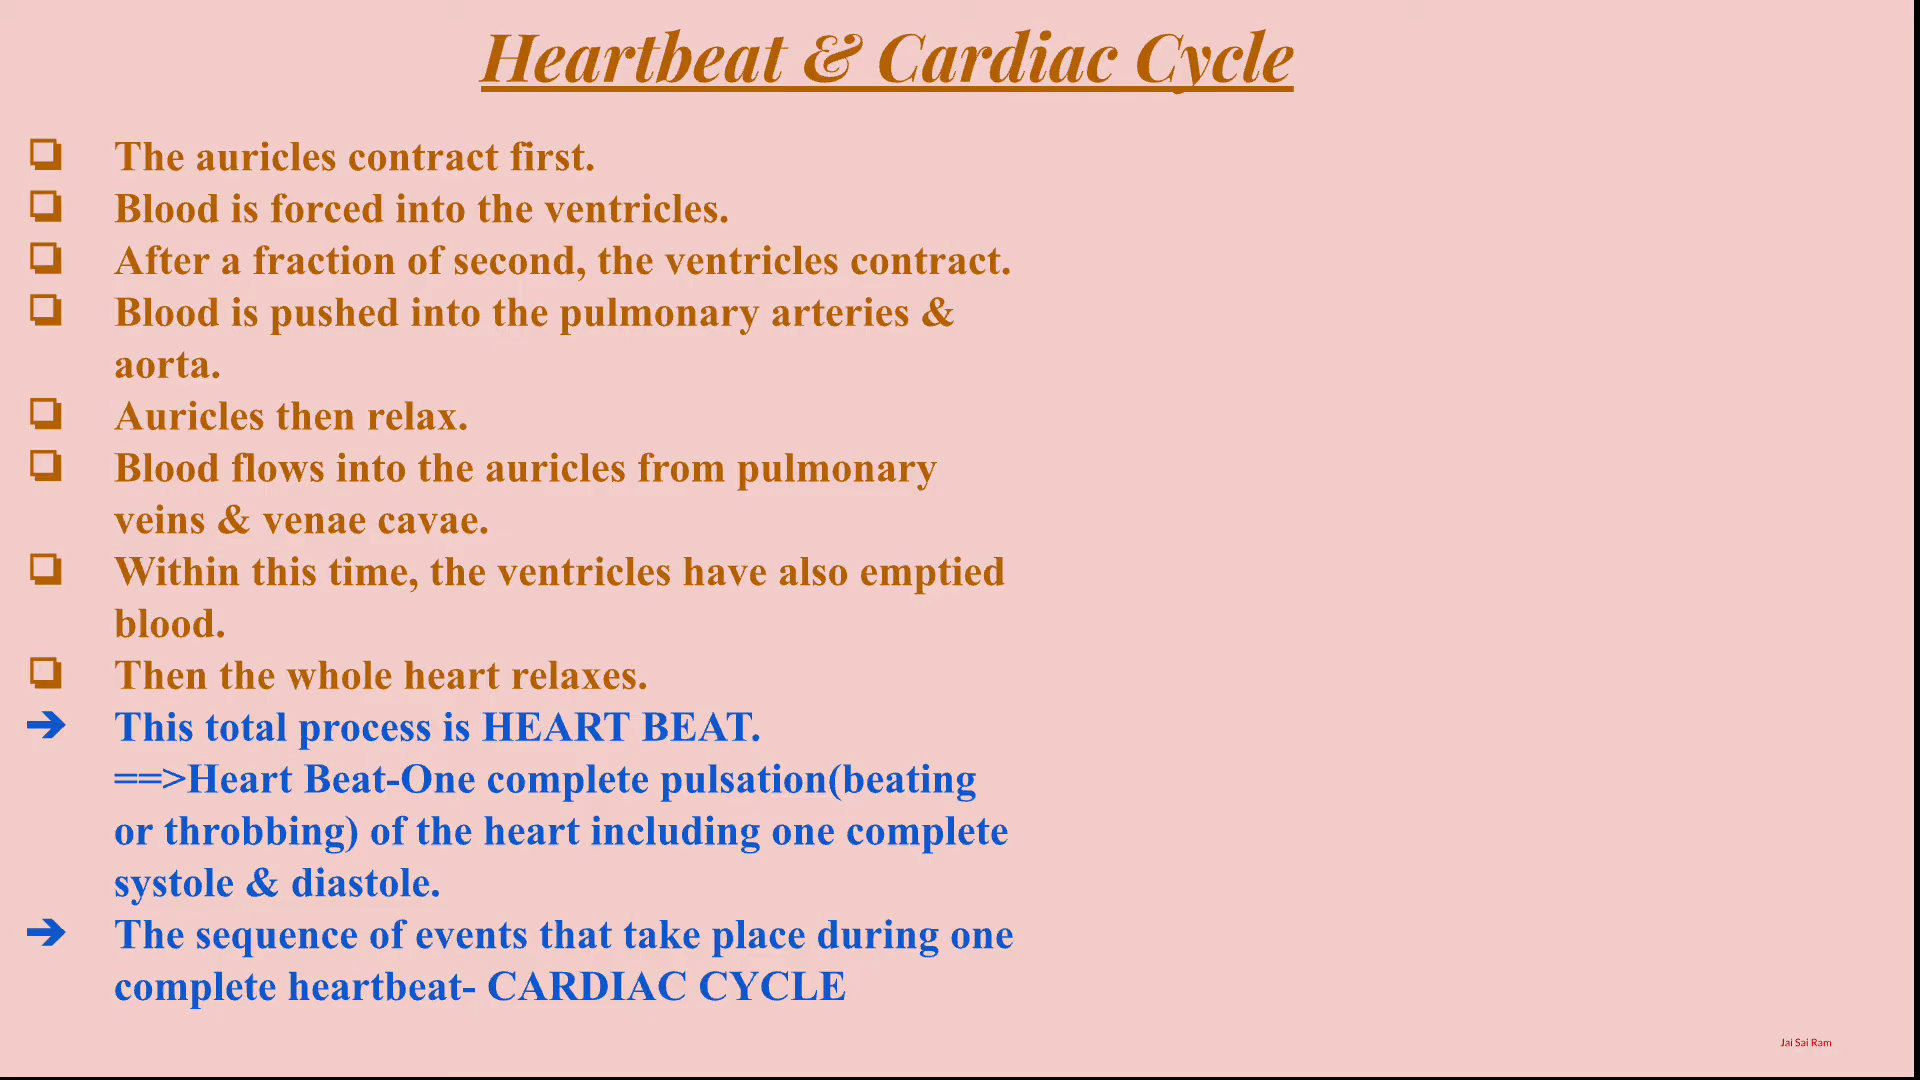 Heartbeat & Cardiac Cycle
❏ The auricles contract first.
❏ Blood is forced into the ventricles.
❏ After a fraction of second, the ventricles contract.
❏ Blood is pushed into the pulmonary arteries &
aorta.
❏ Auricles then relax.
❏ Blood flows into the auricles from pulmonary
veins & venae cavae.
❏ Within this time, the ventricles have also emptied
blood.
❏ Then the whole heart relaxes.
➔ This total process is HEART BEAT.
==>Heart Beat-One complete pulsation(beating
or throbbing) of the heart including one complete
systole & diastole.
➔ The sequence of events that take place during one
complete heartbeat- CARDIAC CYCLE
Jai Sai Ram